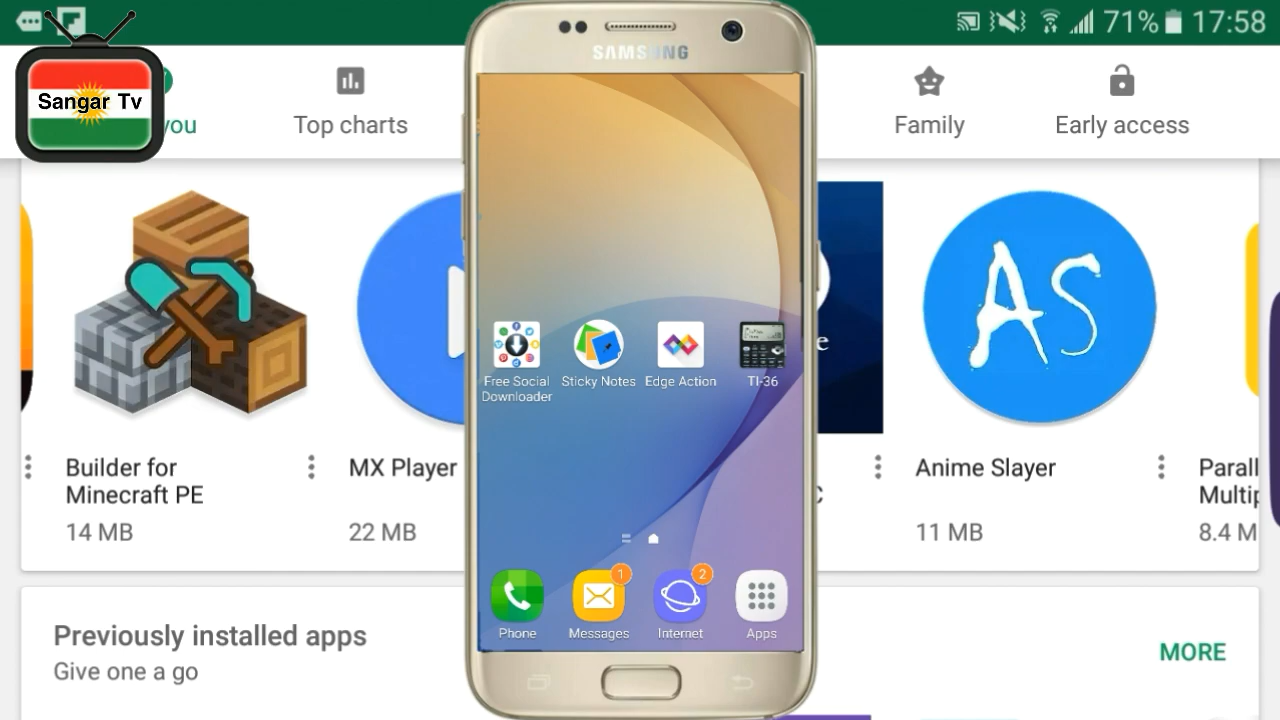 71% 17:58
Sangar Tv
you
Top charts
Family
Early access
SAMSUNG
AS
e
Free Social
Downloader
Sticky Notes
Edge Action
TI-36
Builder for
Minecraft PE
14 MB
MX Player
22 MB
C
Anime Slayer
11 MB
Parall
Multip
8.4 M
1
2
Phone
Messages
Internet
Apps
Previously installed apps
Give one a go
MORE